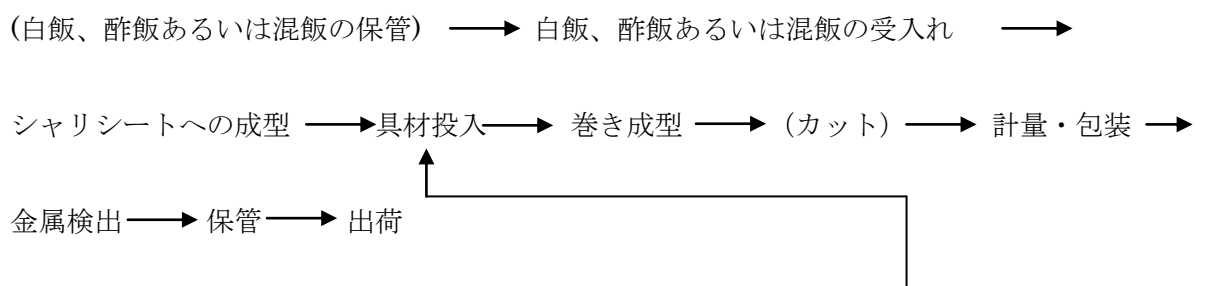 (白飯、酢飯あるいは混飯の保管) → 白飯、酢飯あるいは混飯の受入れ →
シャリシートへの成型 → 具材投入 → 巻き成型 → (カット) → 計量・包装 →
金属検出 → 保管 → 出荷